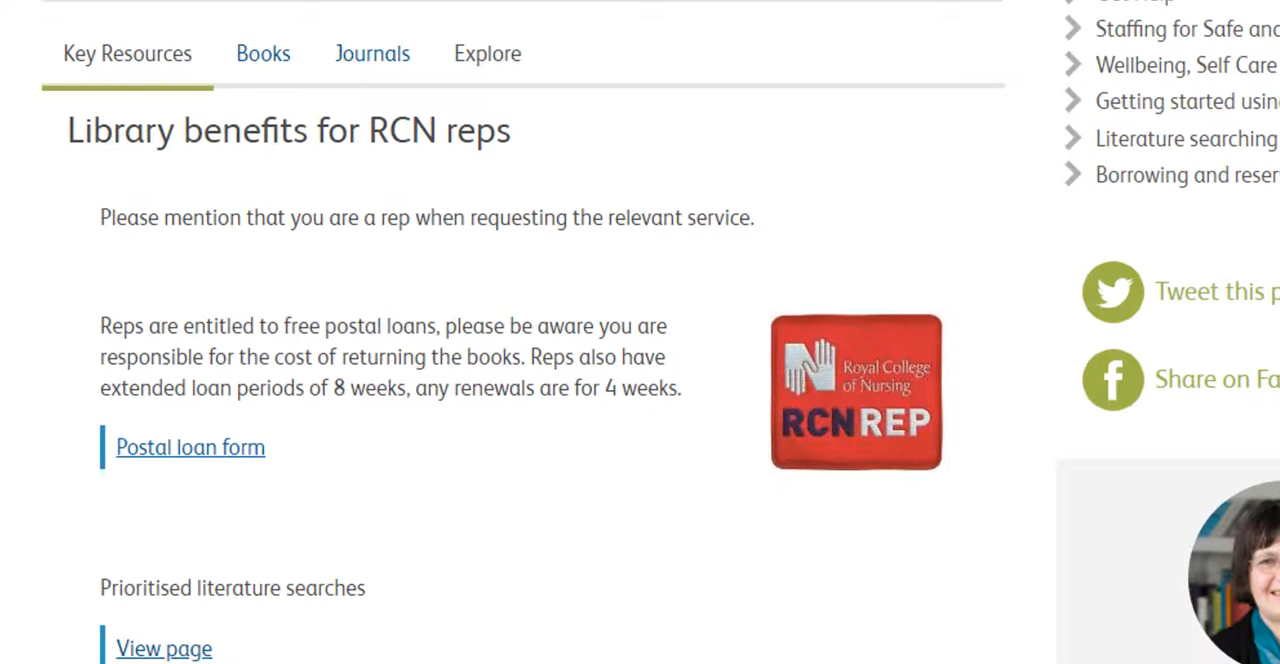 Key Resources
Books
Journals
Explore
Library benefits for RCN reps
Please mention that you are a rep when requesting the relevant service.
Reps are entitled to free postal loans, please be aware you are
responsible for the cost of returning the books. Reps also have
extended loan periods of 8 weeks, any renewals are for 4 weeks.
Postal loan form
Royal College
of Nursing
RCNREP
Prioritised literature searches
View page
Staffing for Safe and
Wellbeing, Self Care
Getting started
Literature searching
Borrowing and
Tweet this
Share on